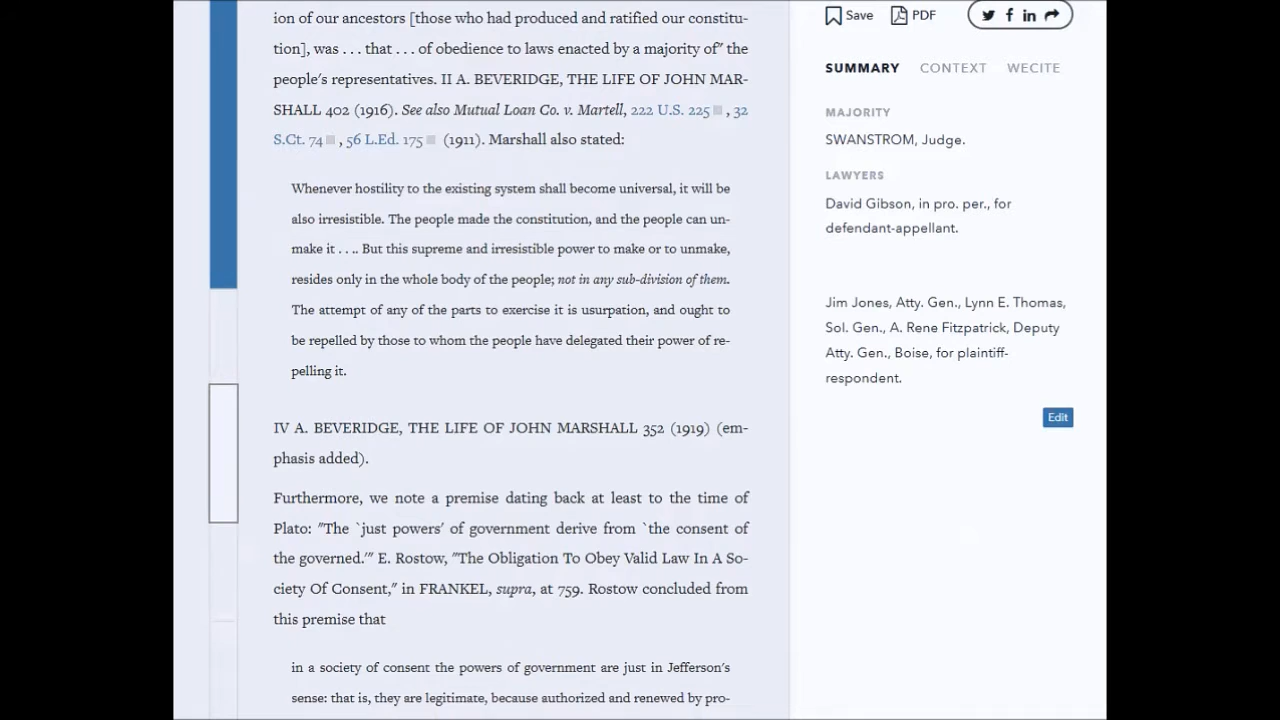 ion of our ancestors [those who had produced and ratified our constitu-
tion], was . . . that . . . of obedience to laws enacted by a majority of" the
people's representatives. II A. BEVERIDGE, THE LIFE OF JOHN MAR-
SHALL 402 (1916). See also Mutual Loan Co. v. Martell, 222 U.S. 225 , 32
S.Ct. 74 , 56 L.Ed. 175 (1911). Marshall also stated:
Whenever hostility to the existing system shall become universal, it will be
also irresistible. The people made the constitution, and the people can un-
make it . . .. But this supreme and irresistible power to make or to unmake,
resides only in the whole body of the people; not in any sub-division of them.
The attempt of any of the parts to exercise it is usurpation, and ought to
be repelled by those to whom the people have delegated their power of re-
pelling it.
IV A. BEVERIDGE, THE LIFE OF JOHN MARSHALL 352 (1919) (em-
phasis added).
Furthermore, we note a premise dating back at least to the time of
Plato: "The `just powers' of government derive from `the consent of
the governed.'" E. Rostow, "The Obligation To Obey Valid Law In A So-
ciety Of Consent," in FRANKEL, supra, at 759. Rostow concluded from
this premise that
in a society of consent the powers of government are just in Jefferson's
sense: that is, they are legitimate, because authorized and renewed by pro-
Save PDF
SUMMARY CONTEXT WECITE
MAJORITY
SWANSTROM, Judge.
LAWYERS
David Gibson, in pro. per., for
defendant-appellant.
Jim Jones, Atty. Gen., Lynn E. Thomas,
Sol. Gen., A. Rene Fitzpatrick, Deputy
Atty. Gen., Boise, for plaintiff-
respondent.
Edit